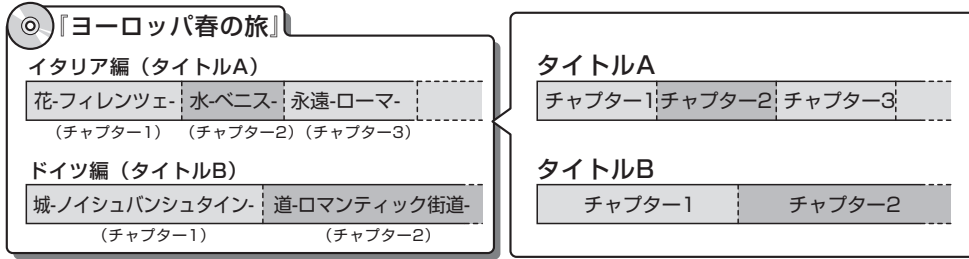 『ヨーロッパ春の旅』
イタリア編（タイトルA）
花-フィレンツェ- 水-ベニス- 永遠-ローマ-
（チャプター1） （チャプター2）（チャプター3）
ドイツ編（タイトルB）
城-ノイシュバンシュタイン- 道-ロマンティック街道-
（チャプター1） （チャプター2）
タイトルA
チャプター1 チャプター2 チャプター3
タイトルB
チャプター1 チャプター2